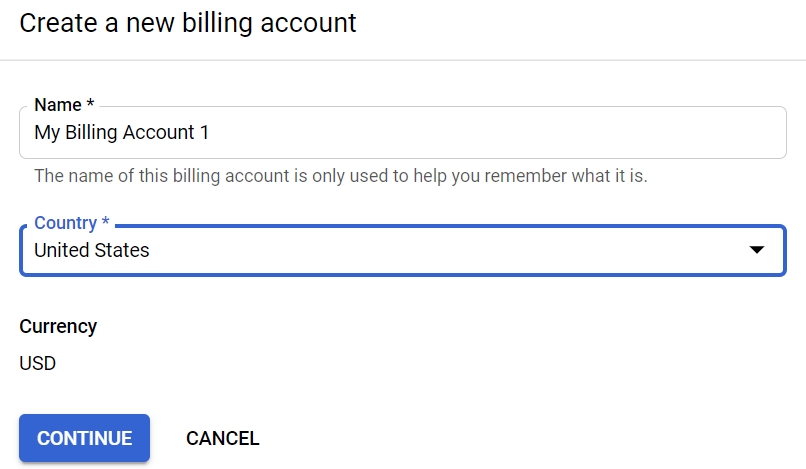 Create a new billing account
Name *
My Billing Account 1
The name of this billing account is only used to help you remember what it is.
Country *
United States
Currency
USD
CONTINUE CANCEL